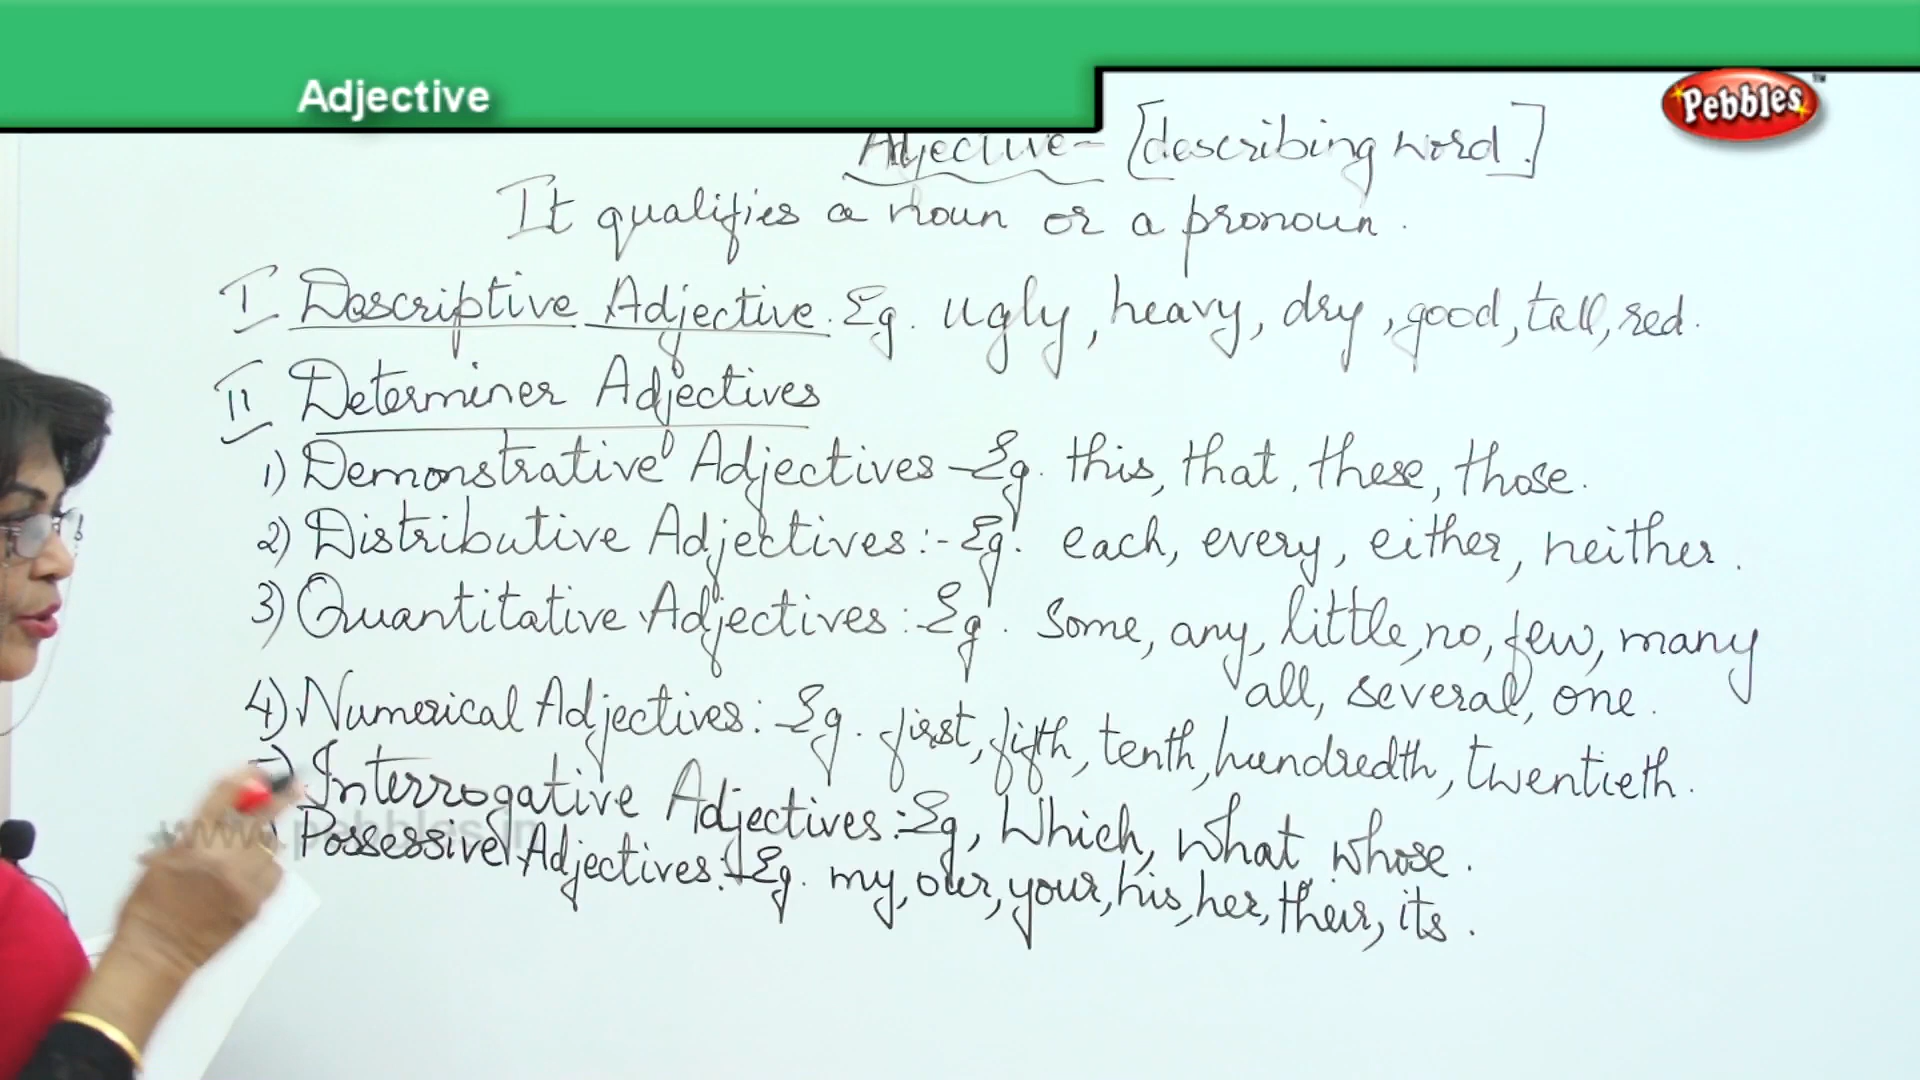 Adjective
Pebbles™
Adjective - [describing word.]
It qualifies a noun or a pronoun.
I Descriptive Adjective. Eg. ugly, heavy, dry, good, tall, red.
II Determiner Adjectives
1) Demonstrative Adjectives - Eg. this, that, these, those.
2) Distributive Adjectives :- Eg. each, every, either, neither.
3) Quantitative Adjectives : Eg. Some, any, little, no, few, many
all, several, one.
4) Numerical Adjectives : Eg. first, fifth, tenth, hundredth, twentieth.
5) Interrogative Adjectives : Eg, Which, what, whose.
Possessive Adjectives :- Eg. my, our, your, his, her, their, its.
www.pebbles.in